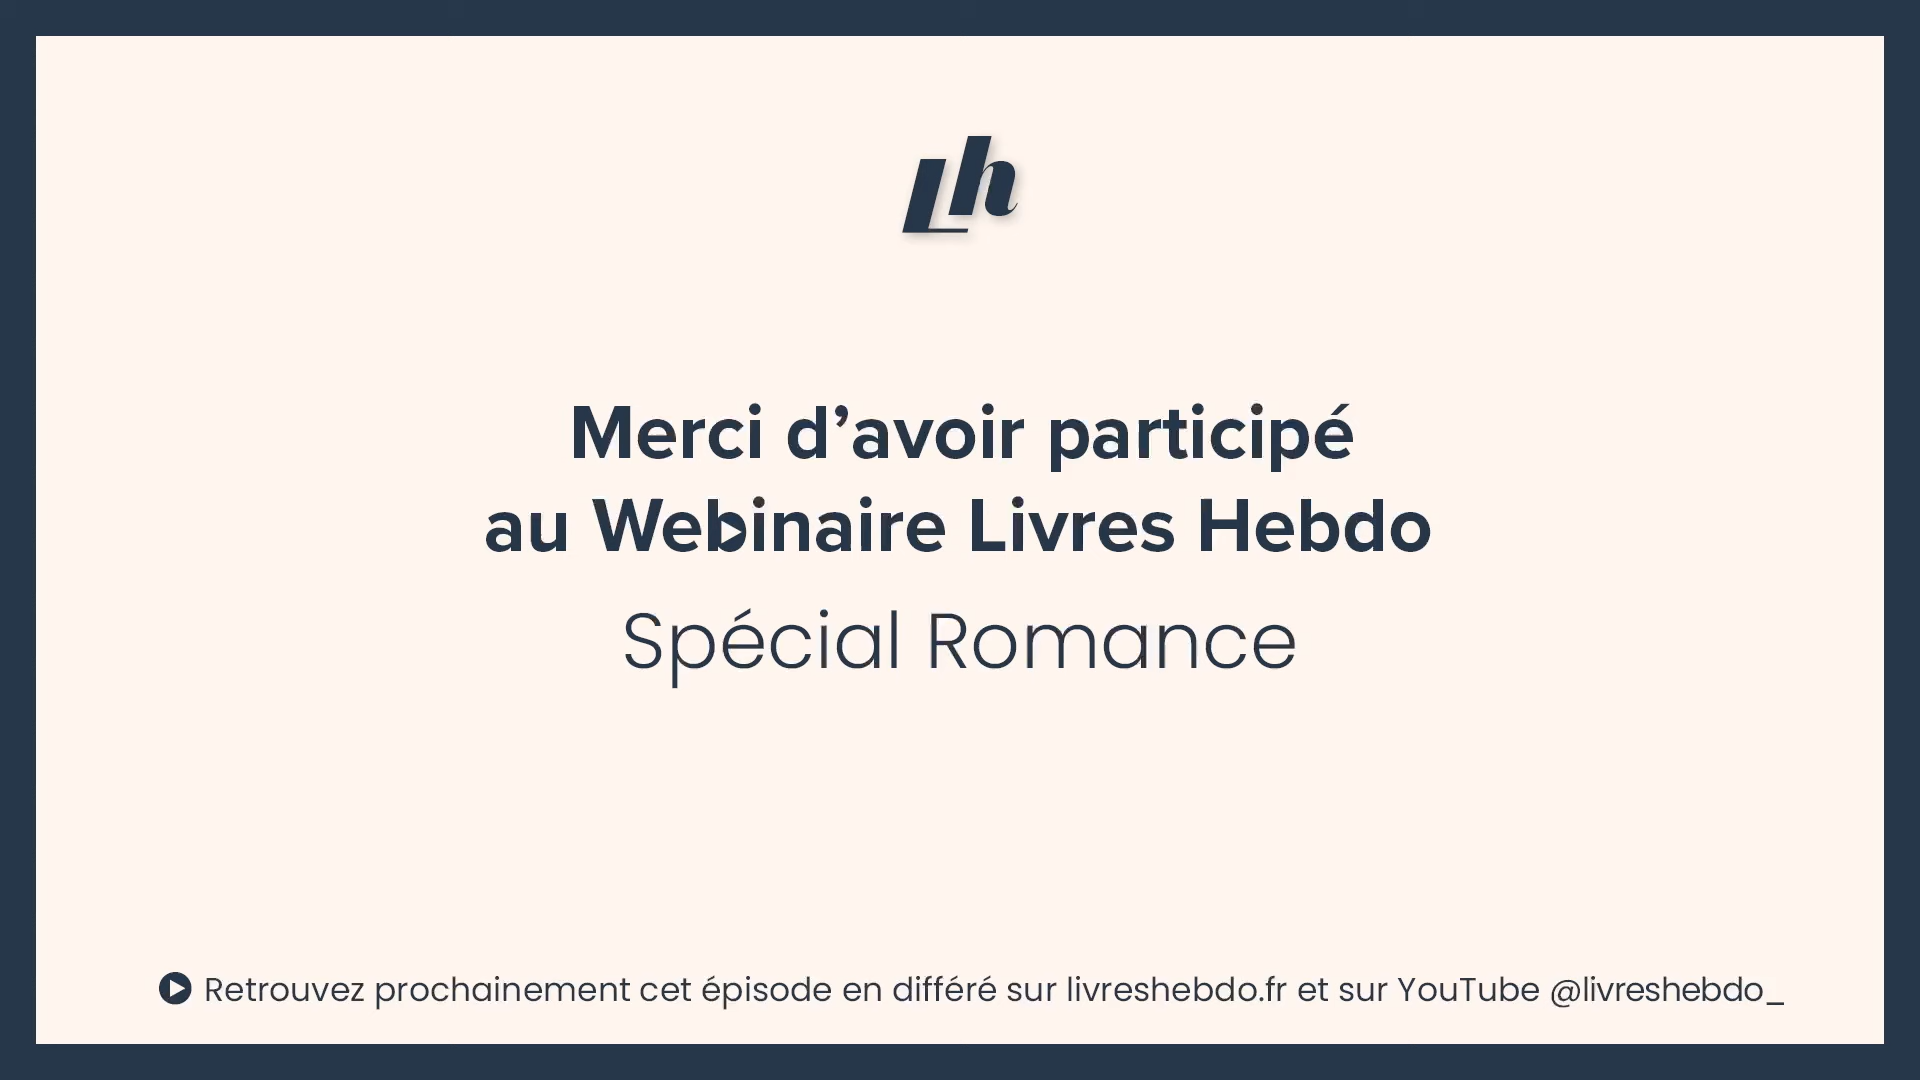 Lh
Merci d’avoir participé
au Webinaire Livres Hebdo
Spécial Romance
Retrouvez prochainement cet épisode en différé sur livreshebdo.fr et sur YouTube @livreshebdo_